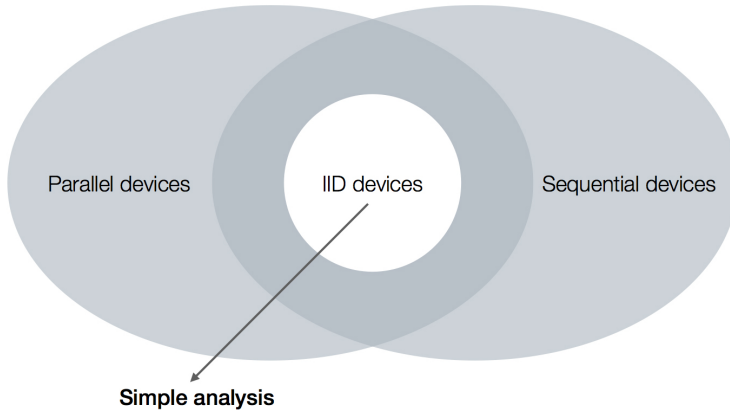 Parallel devices
IID devices
Sequential devices
Simple analysis